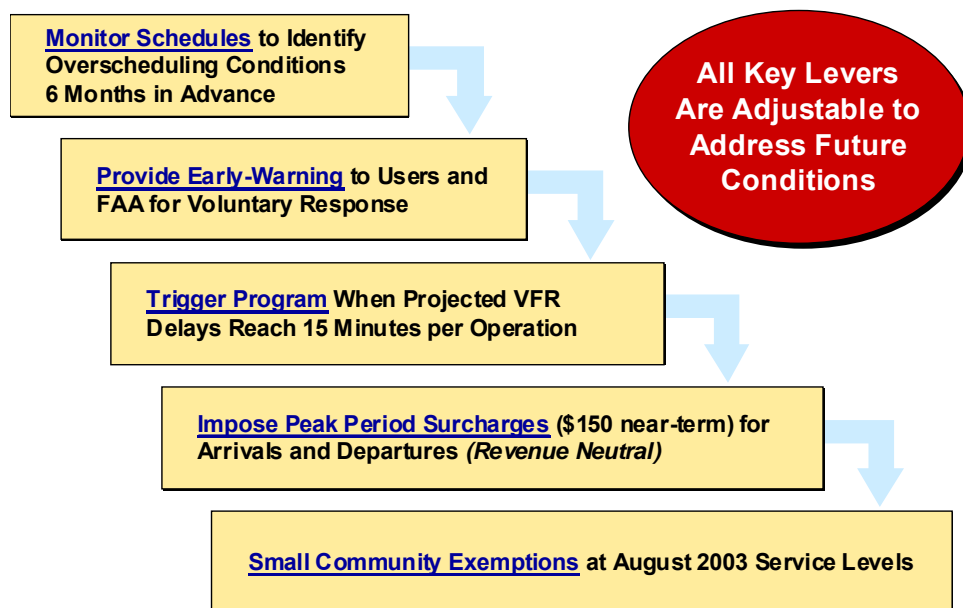 Monitor Schedules to Identify
Overscheduling Conditions
6 Months in Advance
All Key Levers
Are Adjustable to
Address Future
Conditions
Provide Early-Warning to Users and
FAA for Voluntary Response
Trigger Program When Projected VFR
Delays Reach 15 Minutes per Operation
Impose Peak Period Surcharges ($150 near-term) for
Arrivals and Departures (Revenue Neutral)
Small Community Exemptions at August 2003 Service Levels